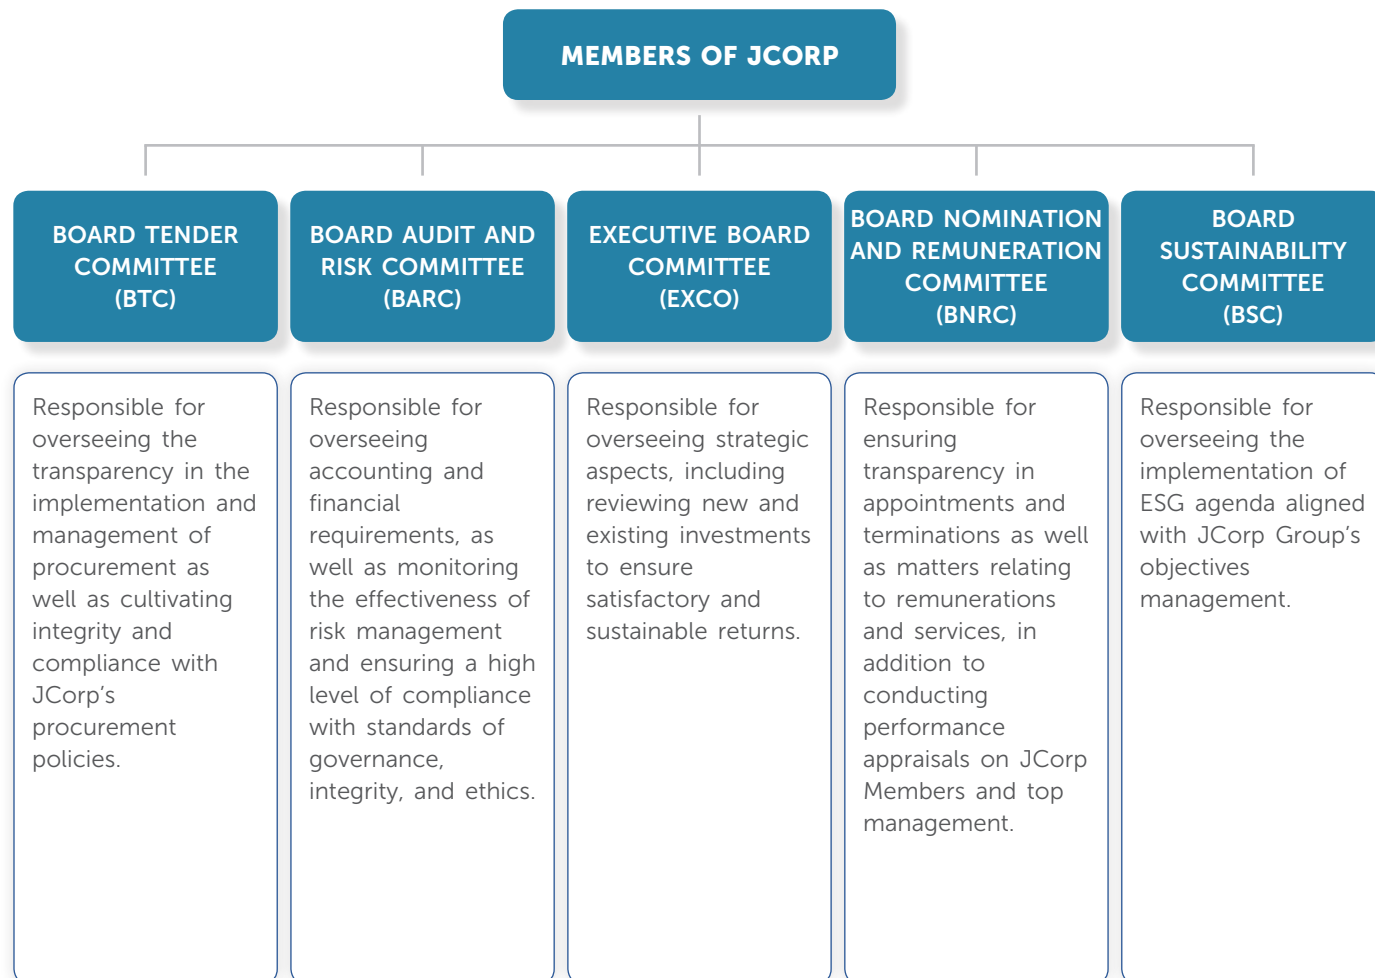 MEMBERS OF JCORP
BOARD TENDER
COMMITTEE
(BTC)
BOARD AUDIT AND
RISK COMMITTEE
(BARC)
EXECUTIVE BOARD
COMMITTEE
(EXCO)
BOARD NOMINATION
AND REMUNERATION
COMMITTEE
(BNRC)
BOARD
SUSTAINABILITY
COMMITTEE
(BSC)
Responsible for
overseeing the
transparency in the
implementation and
management of
procurement as
well as cultivating
integrity and
compliance with
JCorp's
procurement
policies.
Responsible for
overseeing
accounting and
financial
requirements, as
well as monitoring
the effectiveness of
risk management
and ensuring a high
level of compliance
with standards of
governance,
integrity, and ethics.
Responsible for
overseeing strategic
aspects, including
reviewing new and
existing investments
to ensure
satisfactory and
sustainable returns.
Responsible for
ensuring
transparency in
appointments and
terminations as well
as matters relating
to remunerations
and services, in
addition to
conducting
performance
appraisals on JCorp
Members and top
management.
Responsible for
overseeing the
implementation of
ESG agenda aligned
with JCorp Group's
objectives
management.